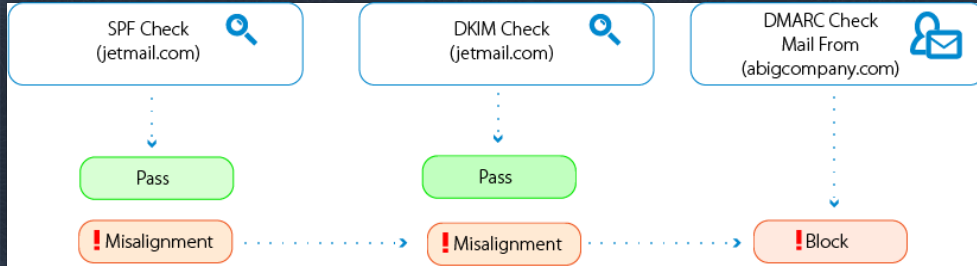 SPF Check
(jetmail.com)
DKIM Check
(jetmail.com)
DMARC Check
Mail From
(abigcompany.com)
Pass
Pass
!Misalignment
!Misalignment
!Block